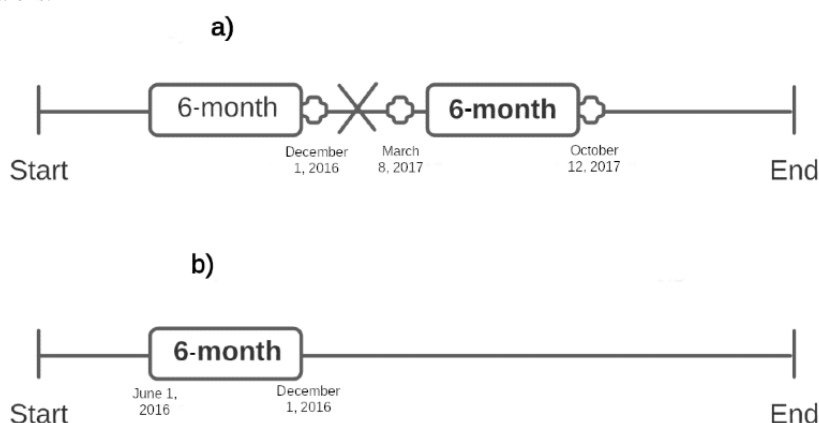 a)
6-month
6-month
December
1, 2016
March
8, 2017
October
12, 2017
Start
End
b)
6-month
June 1,
2016
December
1, 2016
Start
End